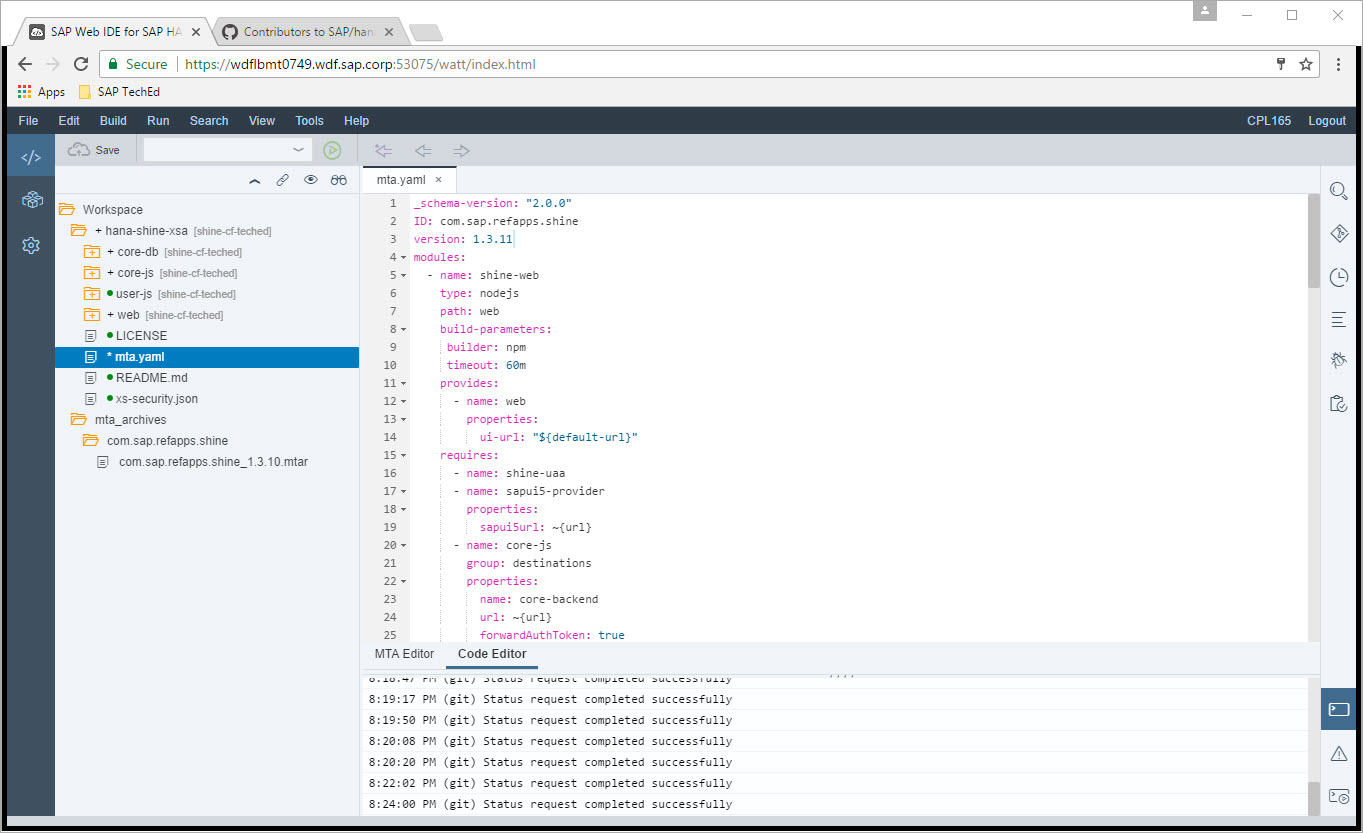 SAP Web IDE for SAP HA
Contributors to SAP/han
Secure
https://wdflbmt0749.wdf.sap.corp:53075/watt/index.html
Apps
SAP TechEd
File Edit Build Run Search View Tools Help
CPL165 Logout
Save
mta.yaml
Workspace
+ hana-shine-xsa [shine-cf-teched]
+ core-db [shine-cf-teched]
+ core-js [shine-cf-teched]
user-js [shine-cf-teched]
+ web [shine-cf-teched]
LICENSE
* mta.yaml
README.md
xs-security.json
mta_archives
com.sap.refapps.shine
com.sap.refapps.shine_1.3.10.mtar
1 _schema-version: "2.0.0"
2 ID: com.sap.refapps.shine
3 version: 1.3.11
4 modules:
5 - name: shine-web
6 type: nodejs
7 path: web
8 build-parameters:
9 builder: npm
10 timeout: 60m
11 provides:
12 - name: web
13 properties:
14 ui-url: "${default-url}"
15 requires:
16 - name: shine-uaa
17 - name: sapui5-provider
18 properties:
19 sapui5url: ~{url}
20 - name: core-js
21 group: destinations
22 properties:
23 name: core-backend
24 url: ~{url}
25 forwardAuthToken: true
MTA Editor Code Editor
8:18:47 PM (git) Status request completed successfully
8:19:17 PM (git) Status request completed successfully
8:19:50 PM (git) Status request completed successfully
8:20:08 PM (git) Status request completed successfully
8:20:20 PM (git) Status request completed successfully
8:22:02 PM (git) Status request completed successfully
8:24:00 PM (git) Status request completed successfully